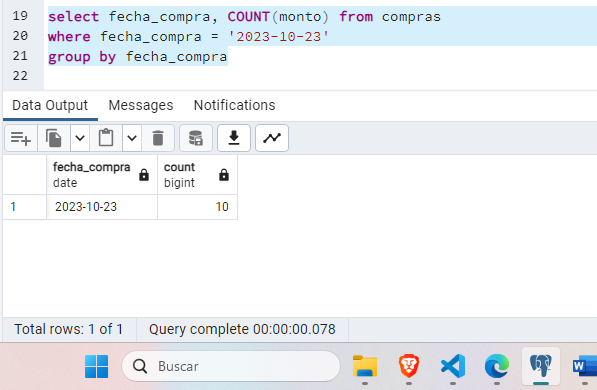 19 select fecha_compra, COUNT(monto) from compras
20 where fecha_compra = '2023-10-23'
21 group by fecha_compra
22
Data Output Messages Notifications
fecha_compra count
date bigint
1 2023-10-23 10
Total rows: 1 of 1 Query complete 00:00:00.078
Buscar
W